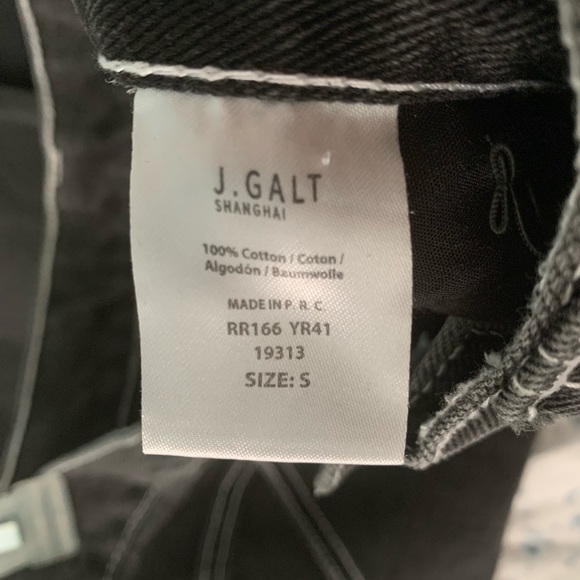 J.GALT
SHANGHAI
100% Cotton / Coton /
Algodón / Baumwolle
MADE IN P. R. C.
RR166 YR41
19313
SIZE: S